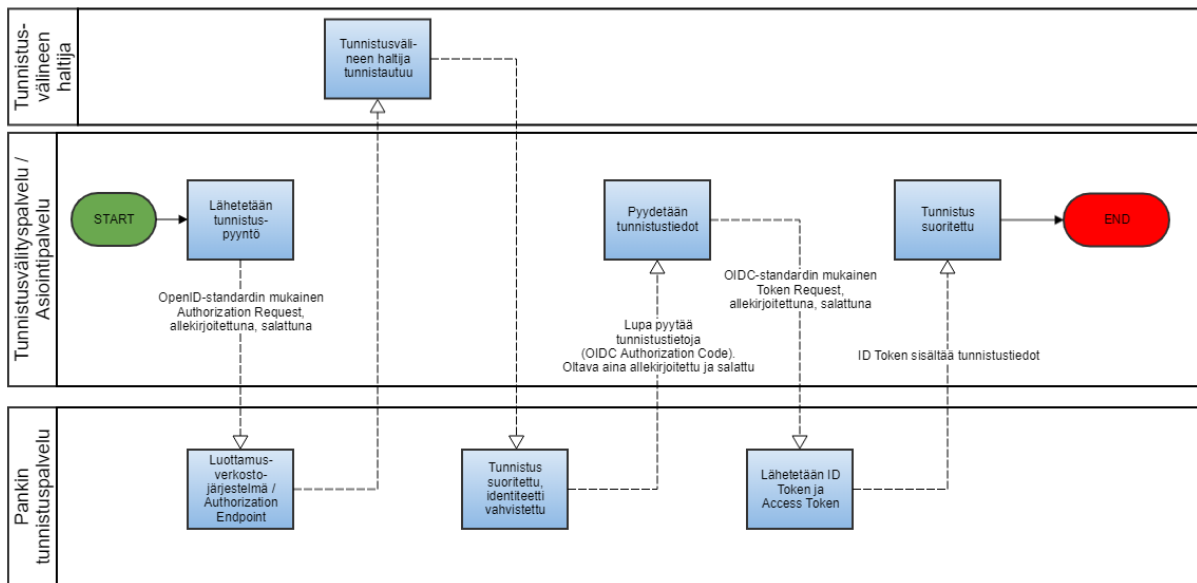 Tunnistus-
välineen
haltija
Tunnistusväli-
neen haltija
tunnistautuu
Tunnistusvälityspalvelu /
Asiointipalvelu
START
Lähetetään
tunnistus-
pyyntö
OpenID-standardin mukainen
Authorization Request,
allekirjoitettuna, salattuna
Pyydetään
tunnistustiedot
Lupa pyytää
tunnistustietoja
(OIDC Authorization Code).
Oltava aina allekirjoitettu ja salattu
OIDC-standardin mukainen
Token Request,
allekirjoitettuna, salattuna
Tunnistus
suoritettu
ID Token sisältää tunnistustiedot
END
Pankin
tunnistuspalvelu
Luottamus-
verkosto-
järjestelmä /
Authorization
Endpoint
Tunnistus
suoritettu,
identiteetti
vahvistettu
Lähetetään ID
Token ja
Access Token